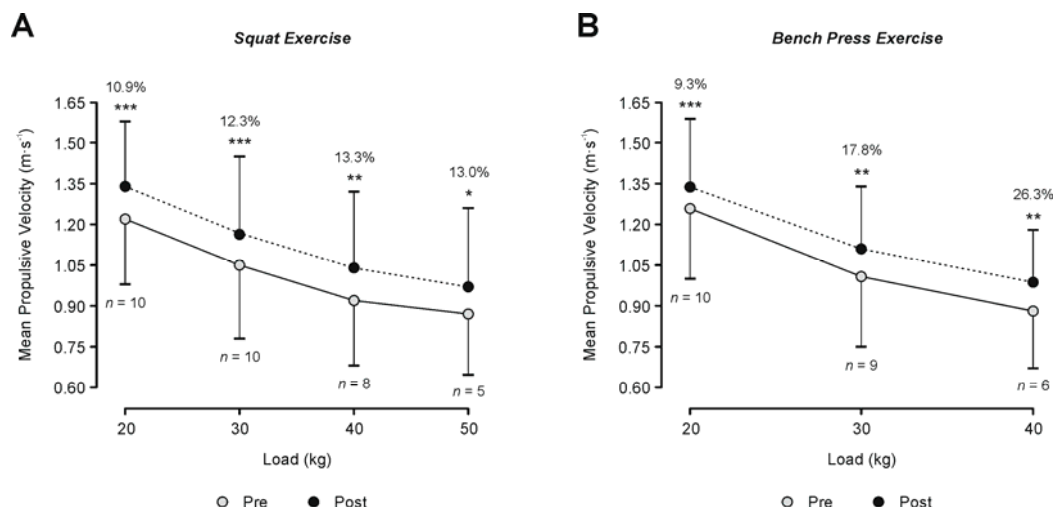 A
Squat Exercise
Mean Propulsive Velocity (m·s⁻¹)
1.65
1.50
1.35
1.20
1.05
0.90
0.75
0.60
10.9%
***
12.3%
***
13.3%
**
13.0%
*
n = 10
n = 10
n = 8
n = 5
20 30 40 50
Load (kg)
Pre Post
B
Bench Press Exercise
Mean Propulsive Velocity (m·s⁻¹)
1.65
1.50
1.35
1.20
1.05
0.90
0.75
0.60
9.3%
***
17.8%
**
26.3%
**
n = 10
n = 9
n = 6
20 30 40
Load (kg)
Pre Post